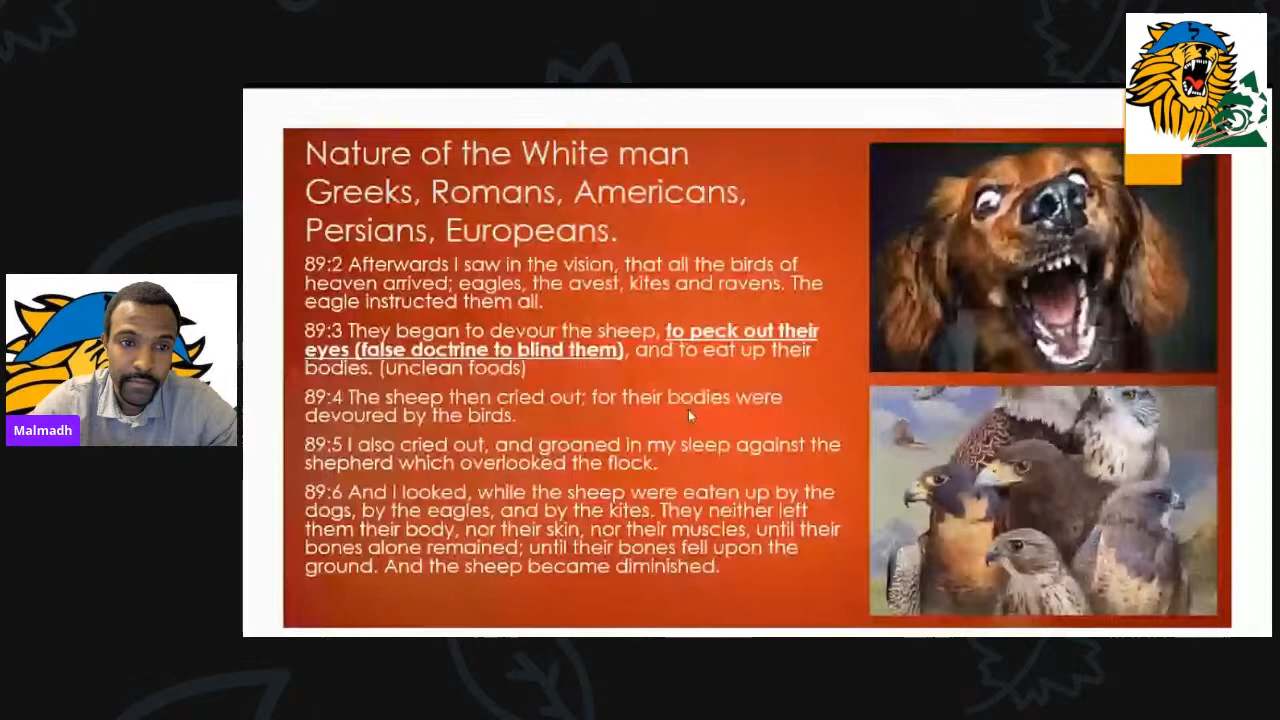 Nature of the White man
Greeks, Romans, Americans,
Persians, Europeans.
89:2 Afterwards I saw in the vision, that all the birds of
heaven arrived; eagles, the avest, kites and ravens. The
eagle instructed them all.
89:3 They began to devour the sheep, to peck out their
eyes (false doctrine to blind them), and to eat up their
bodies. (unclean foods)
89:4 The sheep then cried out; for their bodies were
devoured by the birds.
89:5 I also cried out, and groaned in my sleep against the
shepherd which overlooked the flock.
89:6 And I looked, while the sheep were eaten up by the
dogs, by the eagles, and by the kites. They neither left
them their body, nor their skin, nor their muscles, until their
bones alone remained; until their bones fell upon the
ground. And the sheep became diminished.
Malmadh